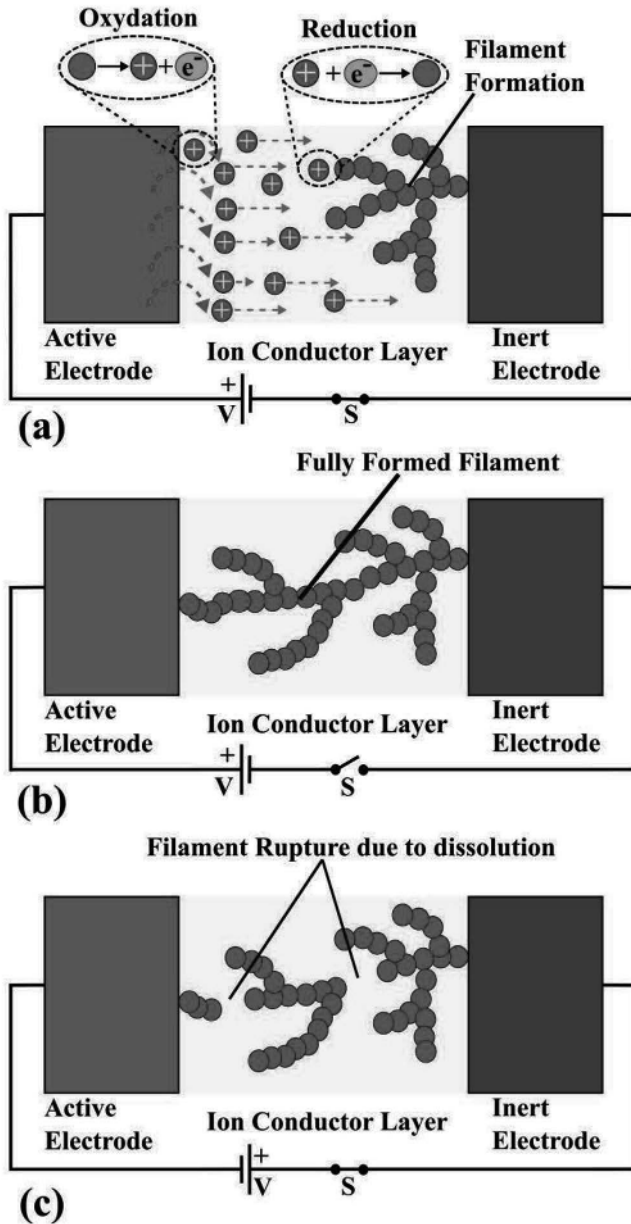 Oxydation
Reduction
Filament
Formation
+ e⁻
+ e⁻
Active
Electrode
Ion Conductor Layer
Inert
Electrode
+
V
S
(a)
Fully Formed Filament
Active
Electrode
Ion Conductor Layer
Inert
Electrode
+
V
S
(b)
Filament Rupture due to dissolution
Active
Electrode
Ion Conductor Layer
Inert
Electrode
+
V
S
(c)